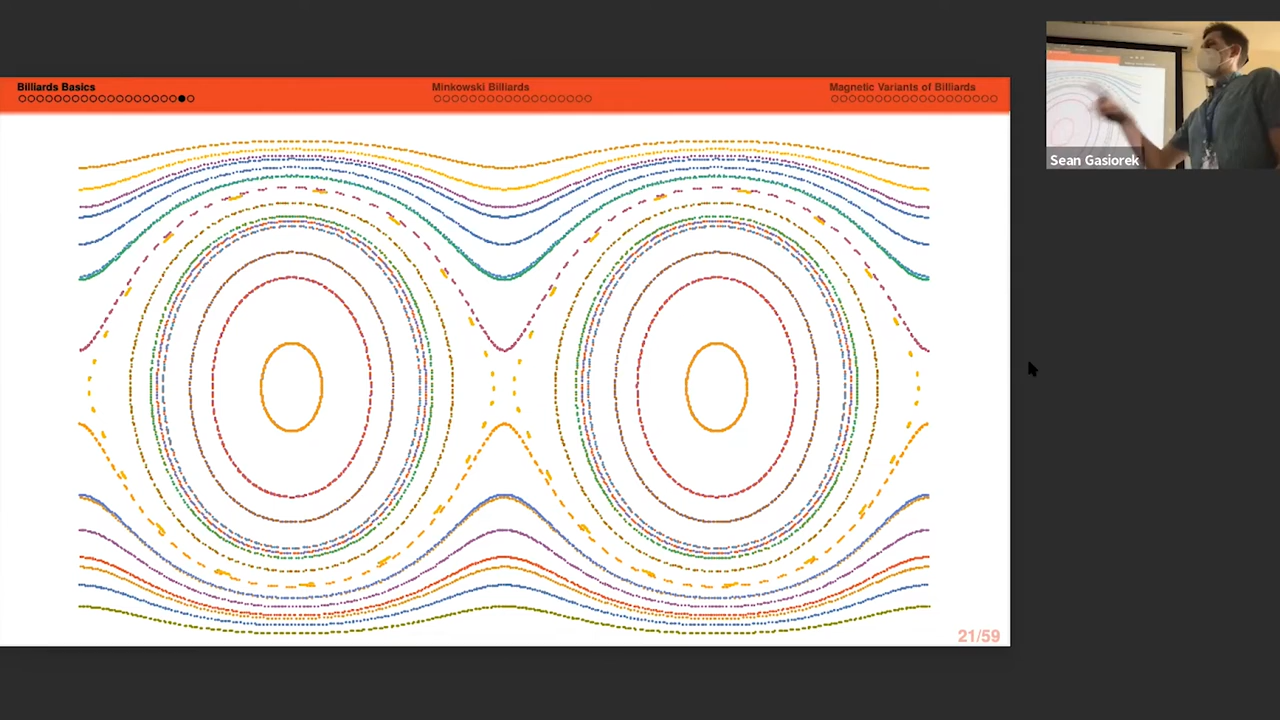 Billiards Basics
Minkowski Billiards
Magnetic Variants of Billiards
Sean Gasiorek
21/59